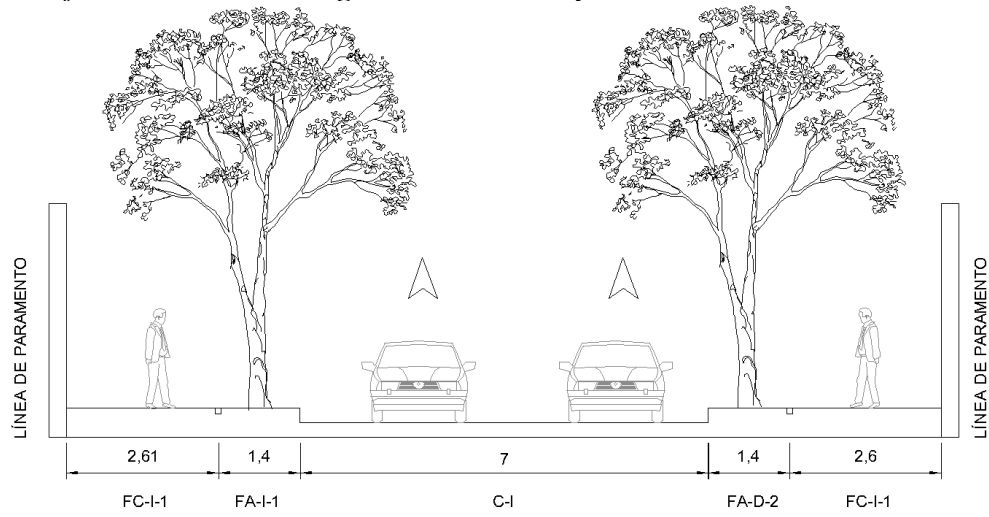 LÍNEA DE PARAMENTO
LÍNEA DE PARAMENTO
2,61 1,4 7 1,4 2,6
FC-I-1 FA-I-1 C-I FA-D-2 FC-I-1